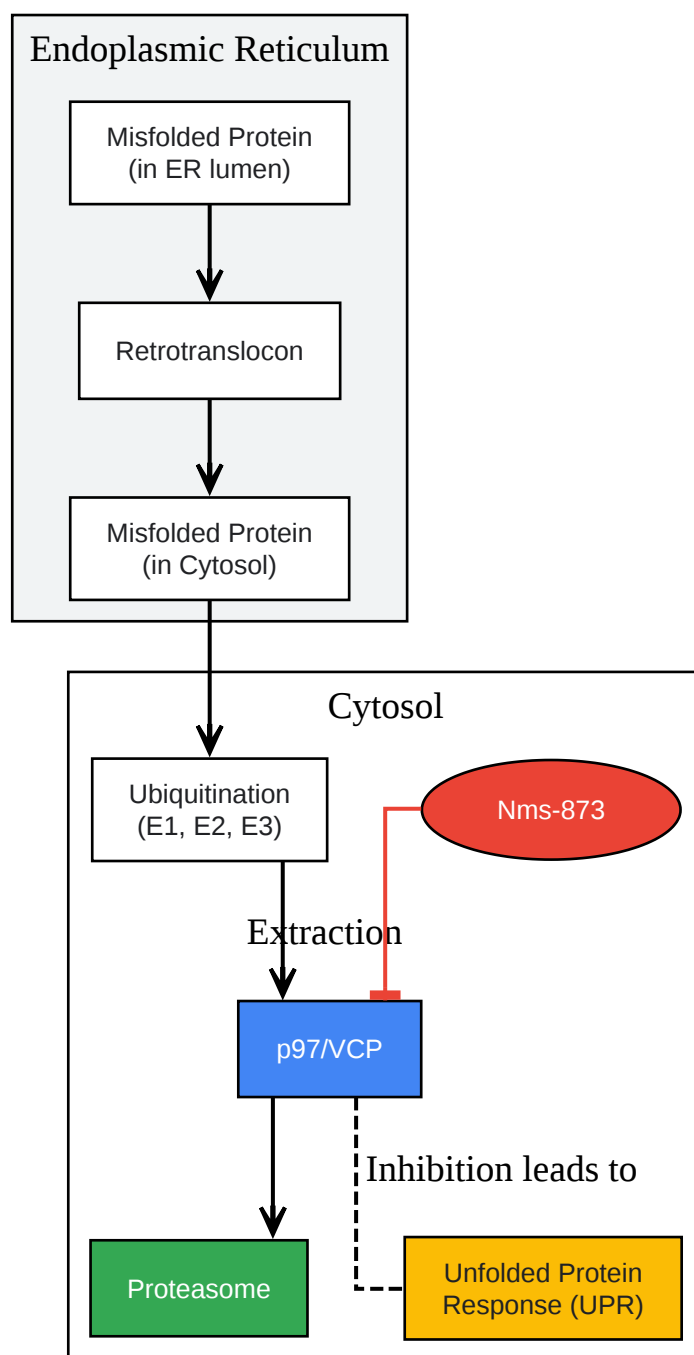 Endoplasmic Reticulum
Misfolded Protein
(in ER lumen)
Retrotranslocon
Misfolded Protein
(in Cytosol)
Cytosol
Ubiquitination
(E1, E2, E3)
Nms-873
Extraction
p97/VCP
Inhibition leads to
Proteasome
Unfolded Protein
Response (UPR)